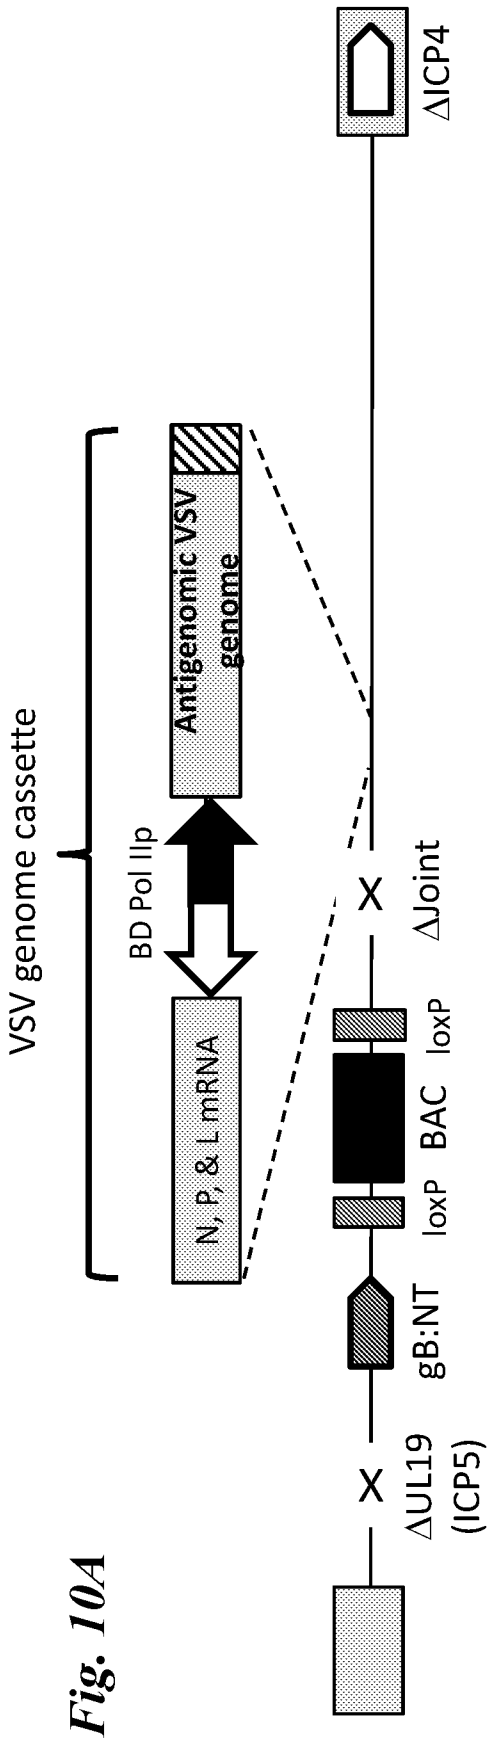 Fig. 10A
VSV genome cassette
BD Pol IIp
N, P, & L mRNA
Antigenomic VSV
genome
ΔUL19
(ICP5)
X
gB:NT
loxP
BAC
loxP
X
ΔJoint
ΔICP4